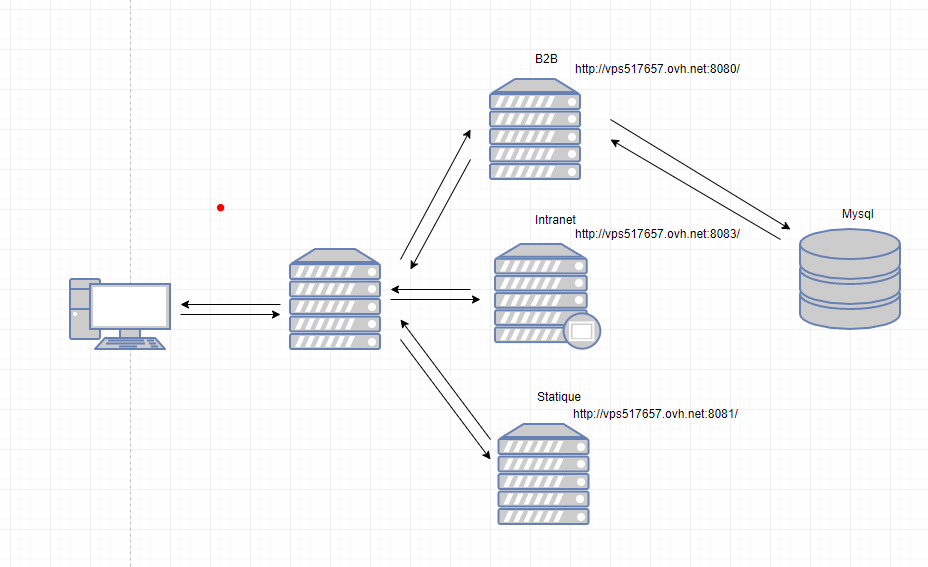 B2B
http://vps517657.ovh.net:8080/
Mysql
Intranet
http://vps517657.ovh.net:8083/
Statique
http://vps517657.ovh.net:8081/